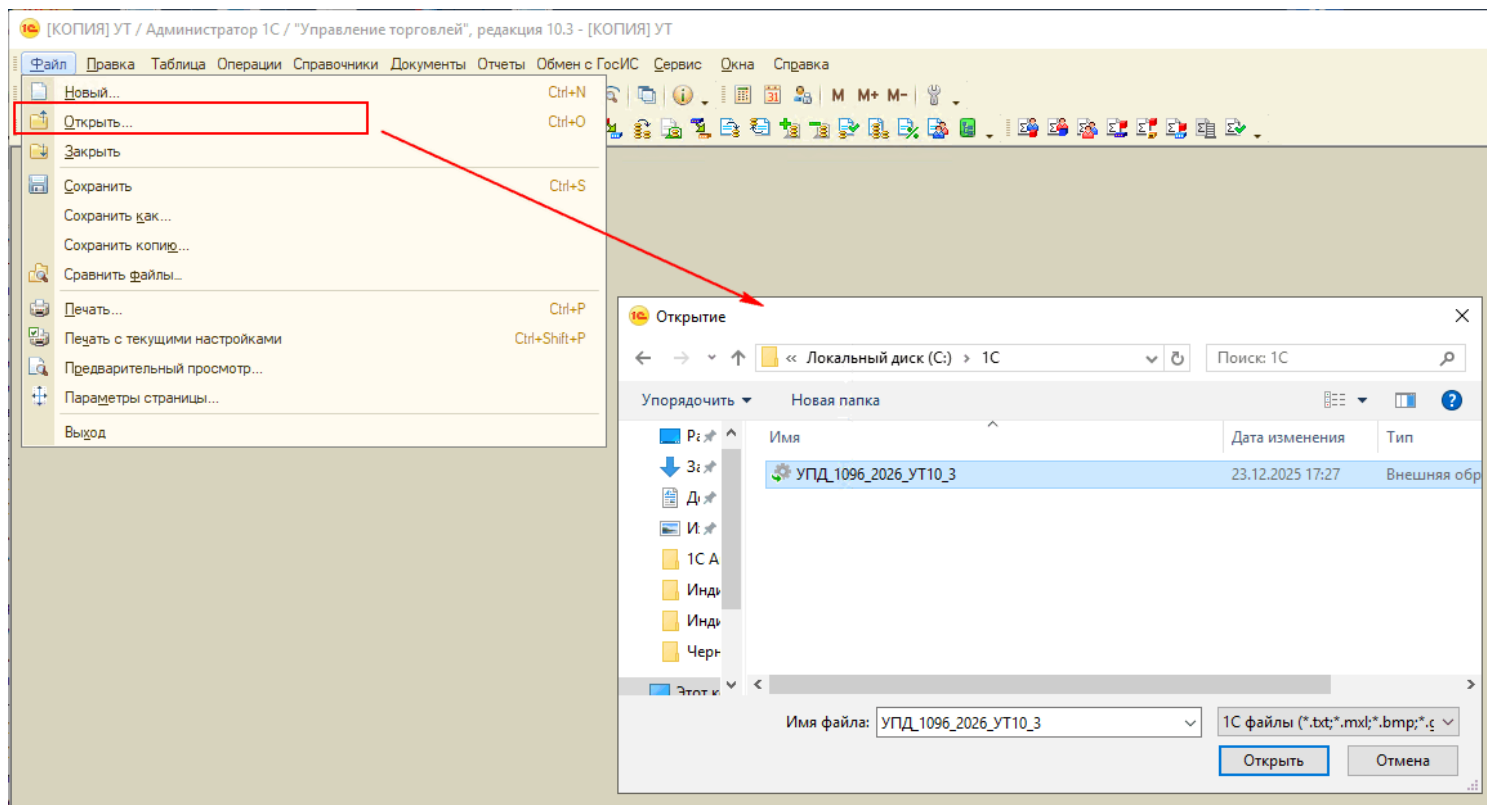 [КОПИЯ] УТ / Администратор 1С / "Управление торговлей", редакция 10.3 - [КОПИЯ] УТ
Файл Правка Таблица Операции Справочники Документы Отчеты Обмен с ГосИС Сервис Окна Справка
M M+ M-
Новый... Ctrl+N
Открыть... Ctrl+O
Закрыть
Сохранить Ctrl+S
Сохранить как...
Сохранить копию...
Сравнить файлы...
Печать... Ctrl+P
Печать с текущими настройками Ctrl+Shift+P
Предварительный просмотр...
Параметры страницы...
Выход
Открытие
« Локальный диск (C:) › 1С
Поиск: 1С
Упорядочить
Новая папка
Имя
Дата изменения
Тип
УПД_1096_2026_УТ10_3
23.12.2025 17:27
Внешняя обр
1С А
Инди
Инди
Черн
Этот к
Имя файла: УПД_1096_2026_УТ10_3
1С файлы (*.txt;*.mxl;*.bmp;*.g
Открыть
Отмена